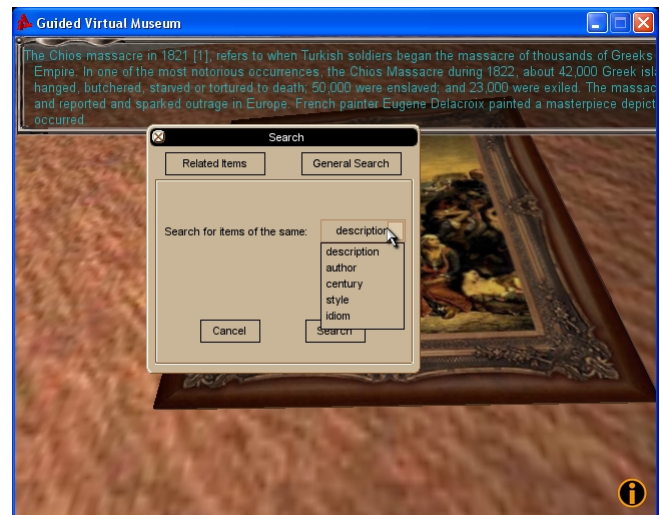 Guided Virtual Museum
The Chios massacre in 1821 [1], refers to when Turkish soldiers began the massacre of thousands of Greeks
Empire. In one of the most notorious occurrences, the Chios Massacre during 1822, about 42,000 Greek isl
hanged, butchered, starved or tortured to death; 50,000 were enslaved; and 23,000 were exiled. The massac
and reported and sparked outrage in Europe. French painter Eugene Delacroix painted a masterpiece depict
occurred
Search
Related Items
General Search
Search for items of the same:
description
description
author
century
style
idiom
Cancel
Search